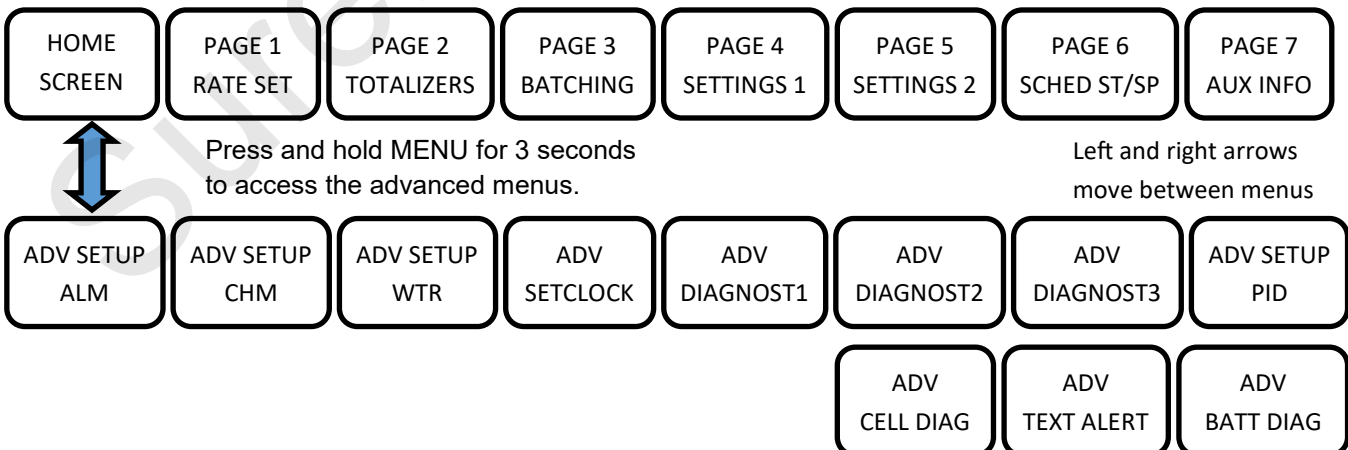 HOME
SCREEN
PAGE 1
RATE SET
PAGE 2
TOTALIZERS
PAGE 3
BATCHING
PAGE 4
SETTINGS 1
PAGE 5
SETTINGS 2
PAGE 6
SCHED ST/SP
PAGE 7
AUX INFO
Press and hold MENU for 3 seconds
to access the advanced menus.
Left and right arrows
move between menus
ADV SETUP
ALM
ADV SETUP
CHM
ADV SETUP
WTR
ADV
SETCLOCK
ADV
DIAGNOST1
ADV
DIAGNOST2
ADV
DIAGNOST3
ADV SETUP
PID
ADV
CELL DIAG
ADV
TEXT ALERT
ADV
BATT DIAG
Sure